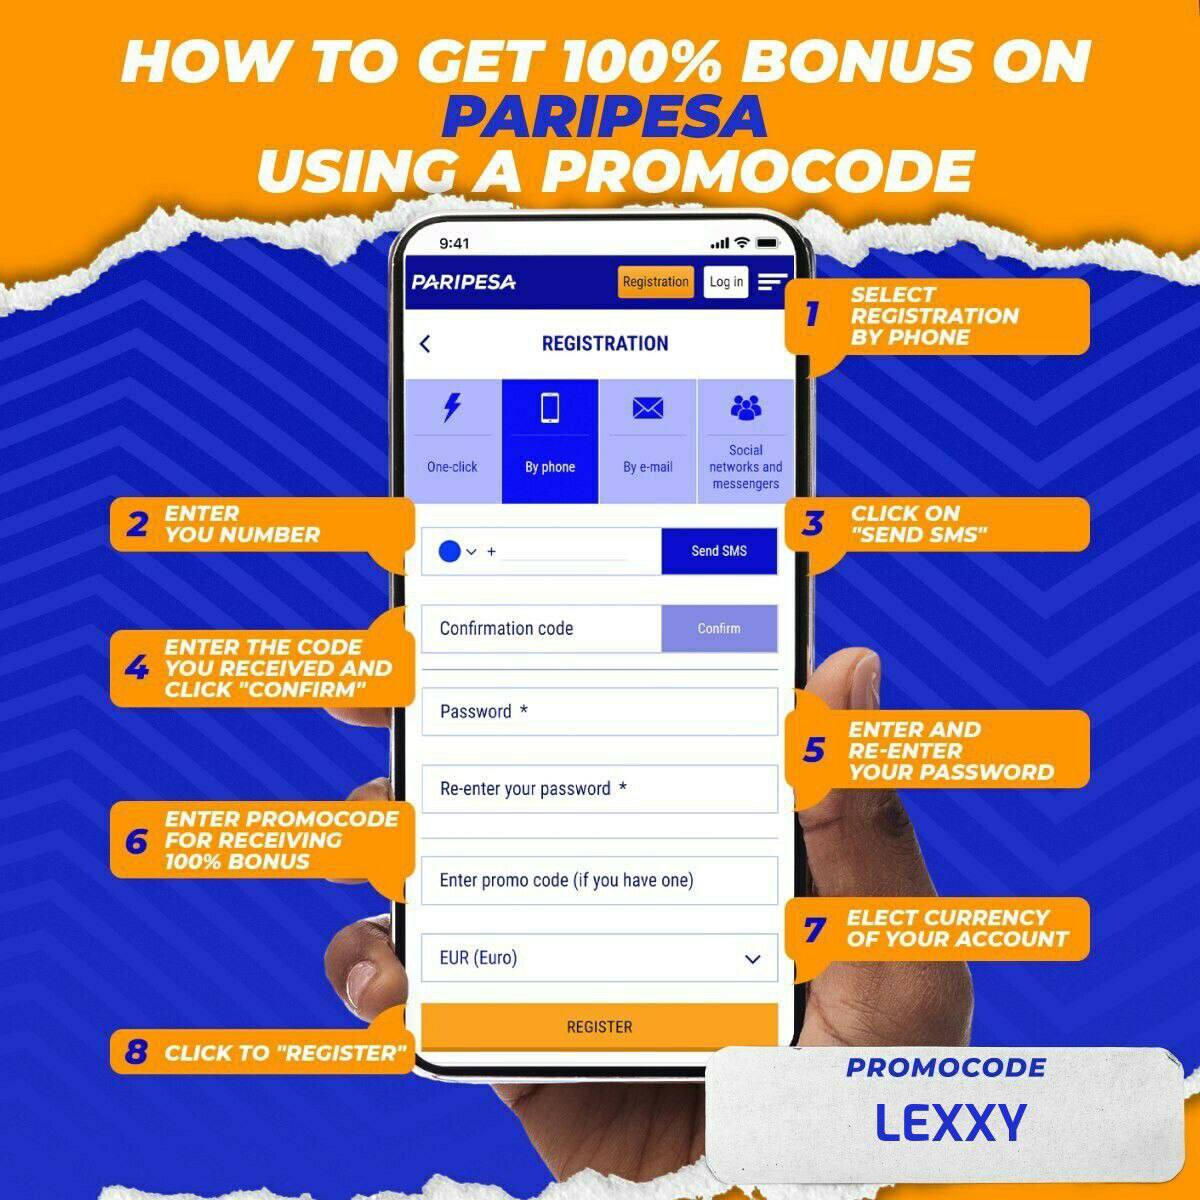 HOW TO GET 100% BONUS ON
PARIPESA
USING A PROMOCODE
9:41
PARIPESA
Registration
Log in
1
SELECT
REGISTRATION
BY PHONE
REGISTRATION
One-click
By phone
By e-mail
Social
networks and
messengers
2
ENTER
YOU NUMBER
+
Send SMS
3
CLICK ON
"SEND SMS"
4
ENTER THE CODE
YOU RECEIVED AND
CLICK "CONFIRM"
Confirmation code
Confirm
Password *
5
ENTER AND
RE-ENTER
YOUR PASSWORD
Re-enter your password *
6
ENTER PROMOCODE
FOR RECEIVING
100% BONUS
Enter promo code (if you have one)
7
ELECT CURRENCY
OF YOUR ACCOUNT
EUR (Euro)
8
CLICK TO "REGISTER"
REGISTER
PROMOCODE
LEXXY